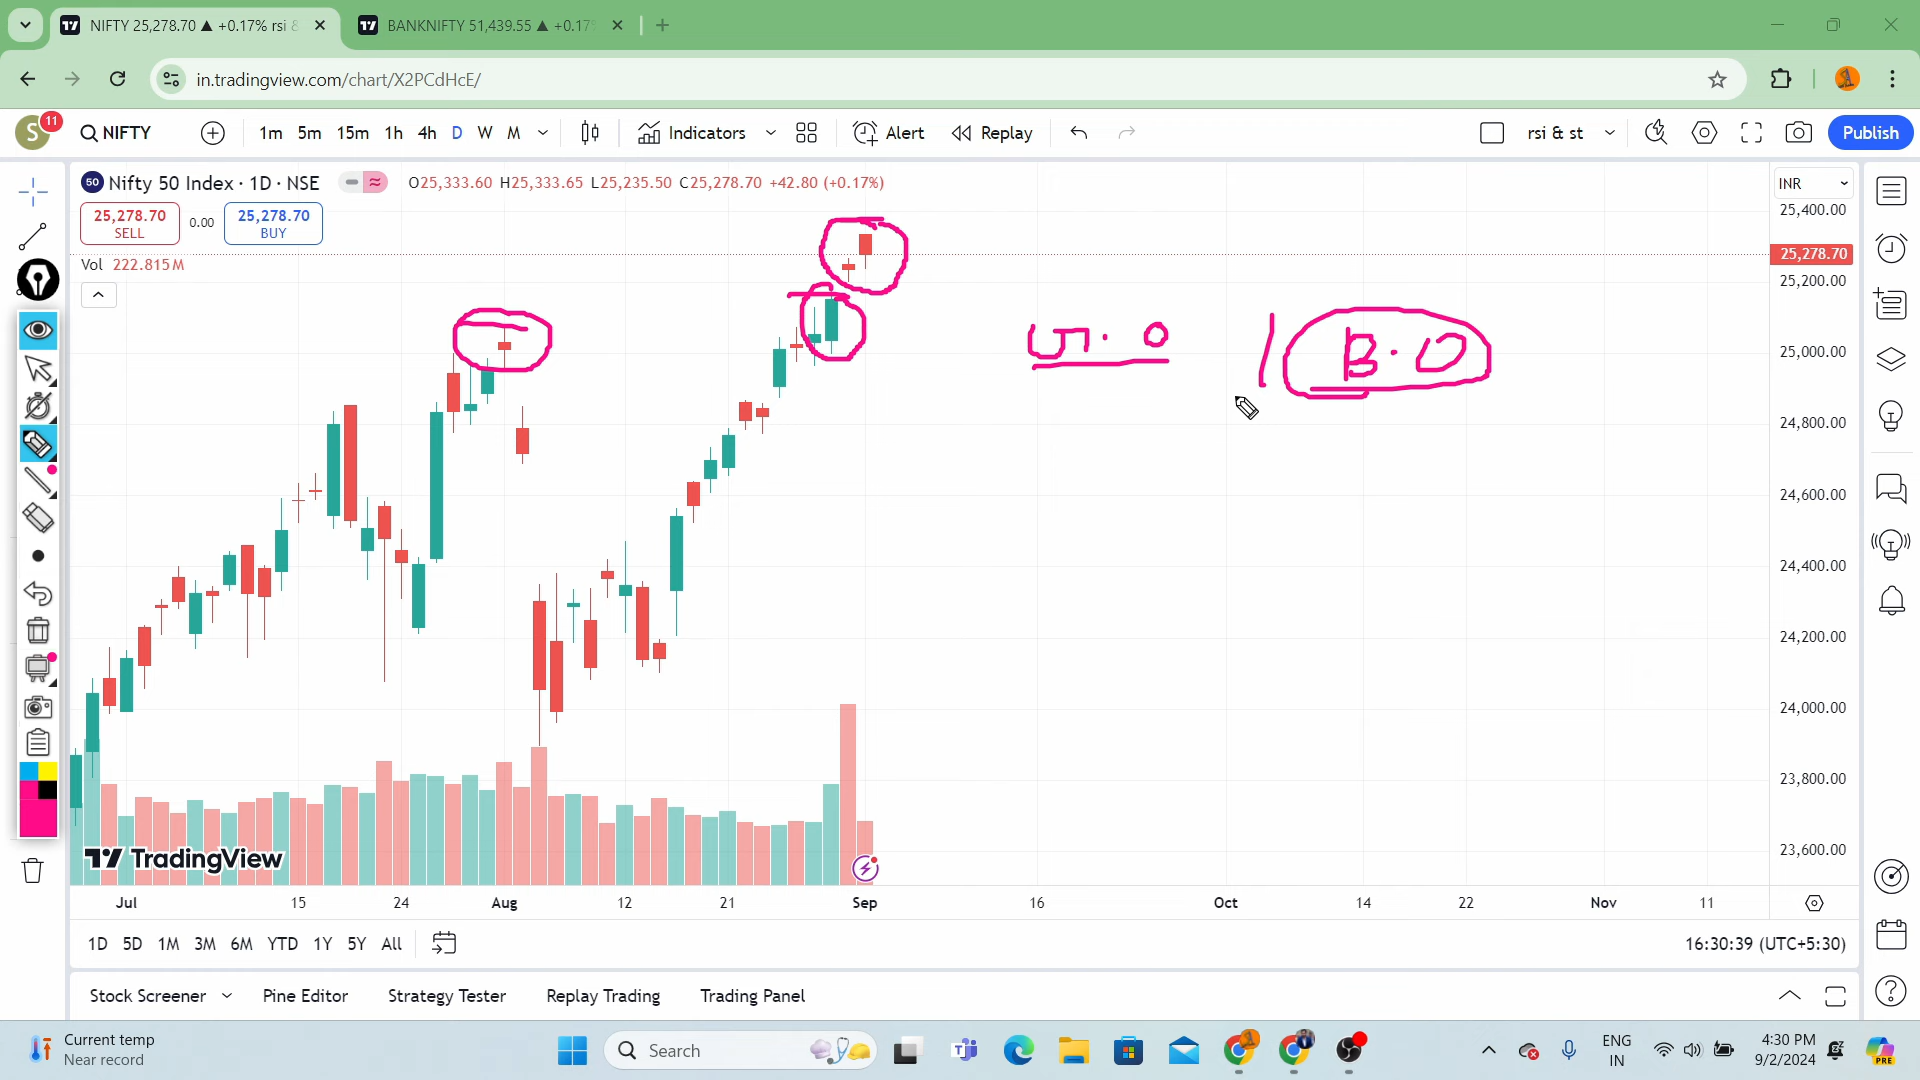 NIFTY 25,278.70 ▲ +0.17% rsi &
BANKNIFTY 51,439.55 ▲ +0.17%
in.tradingview.com/chart/X2PCdHcE/
S 11 NIFTY 1m 5m 15m 1h 4h D W M Indicators Alert Replay rsi & st Publish
50 Nifty 50 Index · 1D · NSE O25,333.60 H25,333.65 L25,235.50 C25,278.70 +42.80 (+0.17%)
INR
25,278.70 SELL
0.00
25,278.70 BUY
Vol 222.815M
25,400.00
25,278.70
25,200.00
25,000.00
24,800.00
24,600.00
24,400.00
24,200.00
24,000.00
23,800.00
23,600.00
B.O
TradingView
Jul 15 24 Aug 12 21 Sep 16 Oct 14 22 Nov 11
1D 5D 1M 3M 6M YTD 1Y 5Y All
16:30:39 (UTC+5:30)
Stock Screener Pine Editor Strategy Tester Replay Trading Trading Panel
Current temp
Near record
Search
ENG
IN
4:30 PM
9/2/2024
PRE